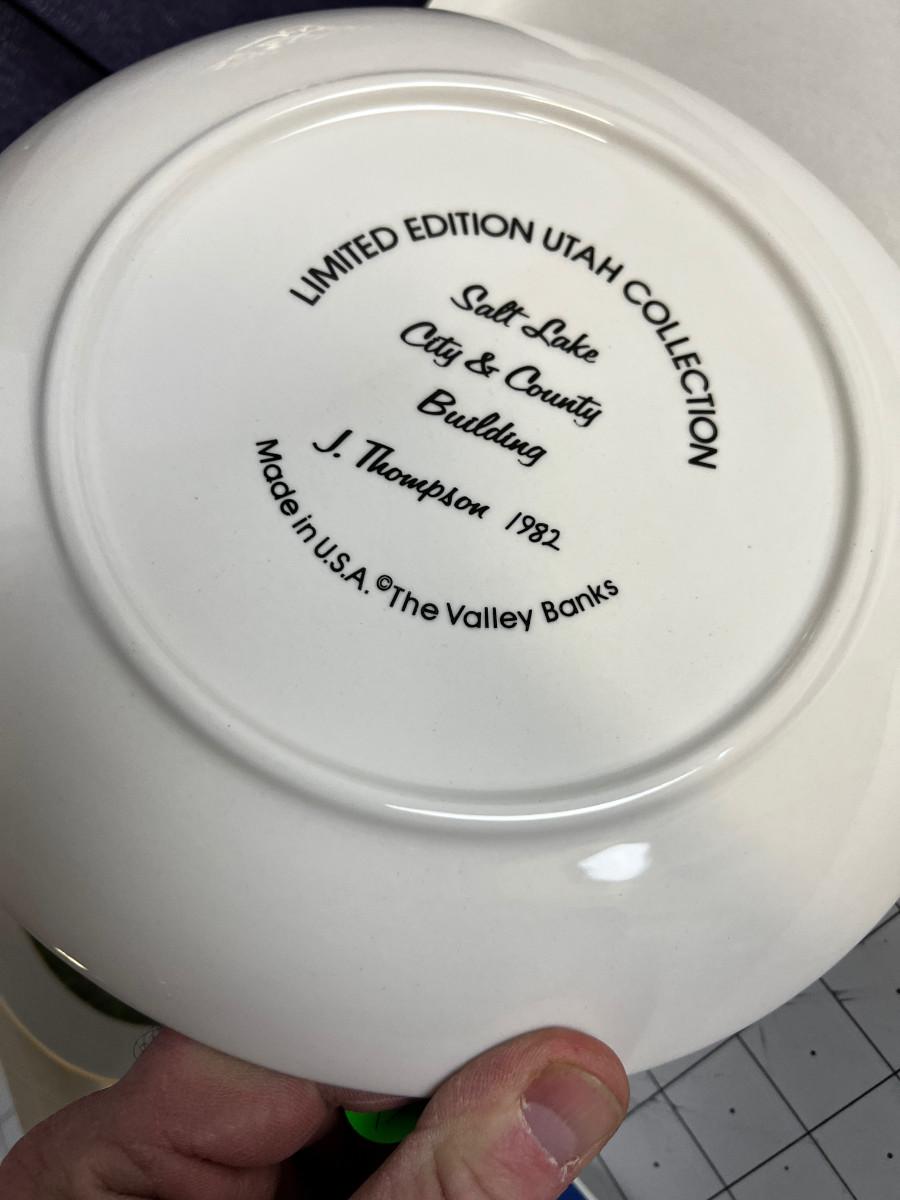 LIMITED EDITION UTAH COLLECTION
Salt Lake
City & County
Building
J. Thompson 1982
Made in U.S.A. ©The Valley Banks